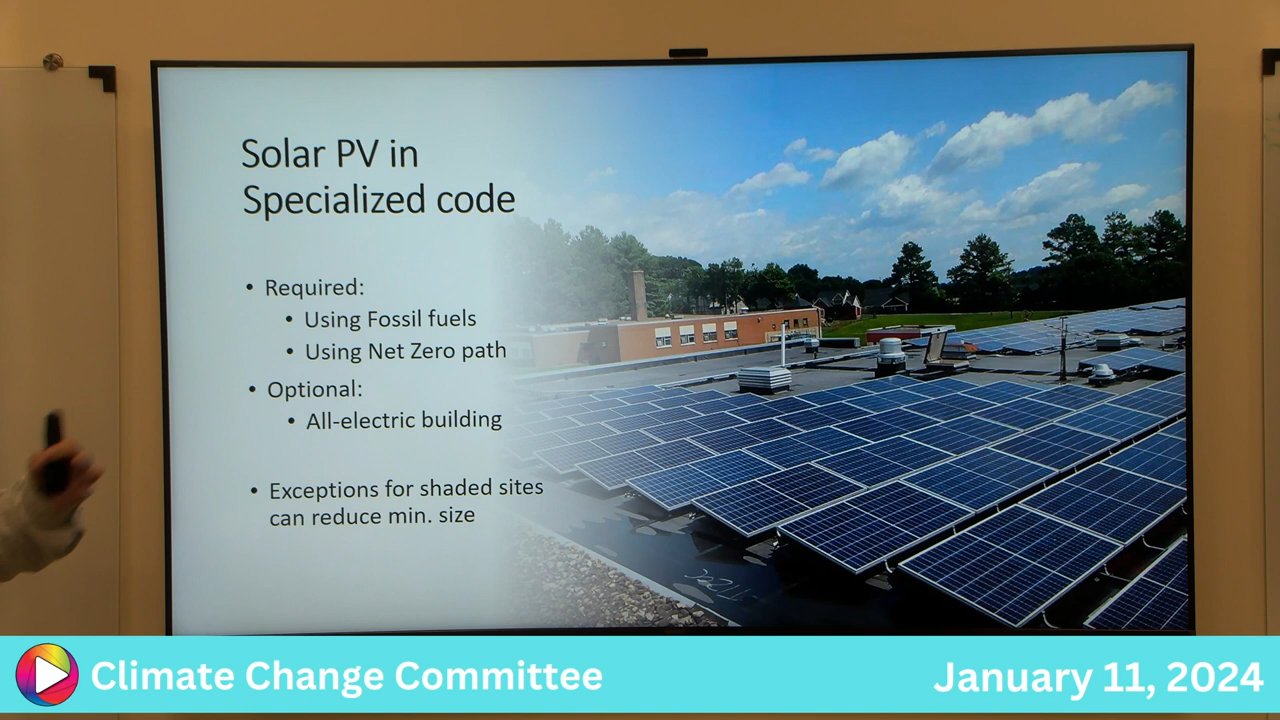 Solar PV in
Specialized code
• Required:
• Using Fossil fuels
• Using Net Zero path
• Optional:
• All-electric building
• Exceptions for shaded sites
can reduce min. size
Climate Change Committee
January 11, 2024